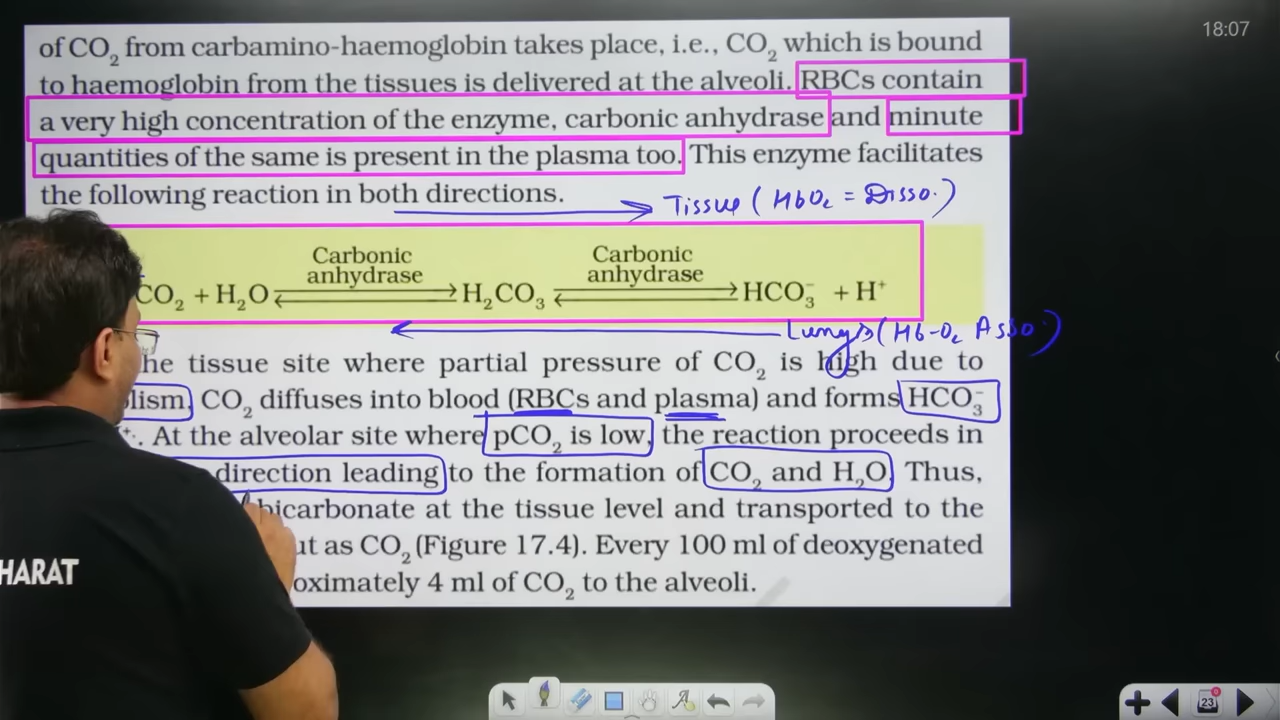 18:07
of CO₂ from carbamino-haemoglobin takes place, i.e., CO₂ which is bound
to haemoglobin from the tissues is delivered at the alveoli. RBCs contain
a very high concentration of the enzyme, carbonic anhydrase and minute
quantities of the same is present in the plasma too. This enzyme facilitates
the following reaction in both directions.
Tissue (HbO₂ = Disso.)
Carbonic anhydrase Carbonic anhydrase
CO₂ + H₂O ⇌ H₂CO₃ ⇌ HCO₃⁻ + H⁺
Lungs (Hb-O₂ Asso.)
he tissue site where partial pressure of CO₂ is high due to
lism, CO₂ diffuses into blood (RBCs and plasma) and forms HCO₃⁻
⁺. At the alveolar site where pCO₂ is low, the reaction proceeds in
direction leading to the formation of CO₂ and H₂O. Thus,
bicarbonate at the tissue level and transported to the
ut as CO₂ (Figure 17.4). Every 100 ml of deoxygenated
oximately 4 ml of CO₂ to the alveoli.
HARAT
23